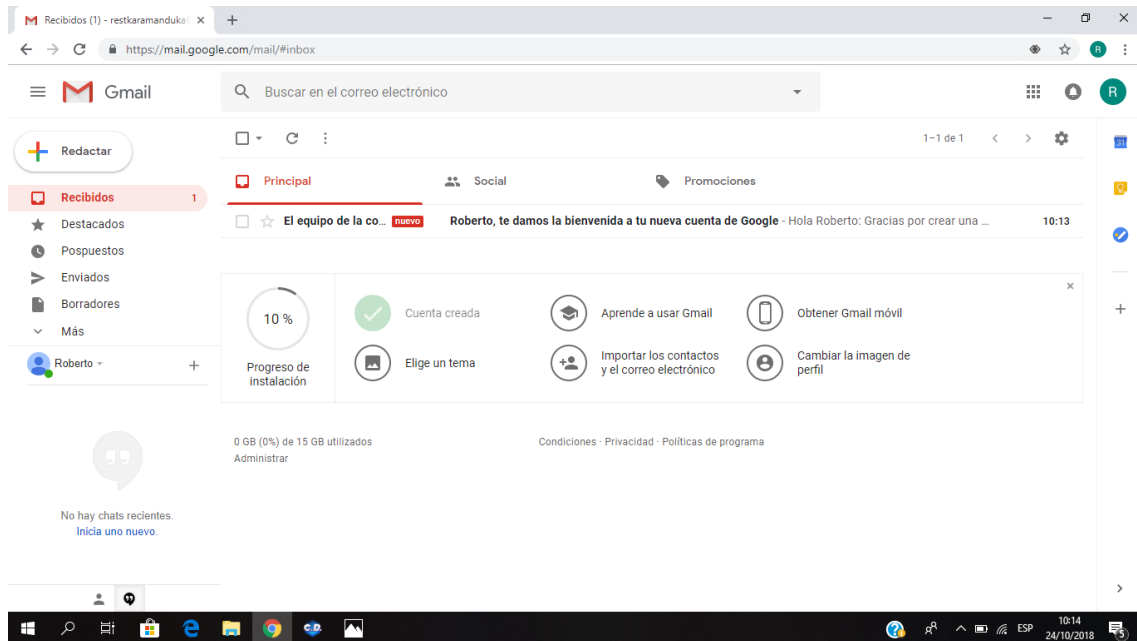 Recibidos (1) - restkaramanduka
https://mail.google.com/mail/#inbox
R
Gmail
Buscar en el correo electrónico
R
Redactar
1–1 de 1
31
Principal
Social
Promociones
Recibidos 1
Destacados
Pospuestos
Enviados
Borradores
Más
El equipo de la co... nuevo Roberto, te damos la bienvenida a tu nueva cuenta de Google - Hola Roberto: Gracias por crear una ... 10:13
Roberto
10 %
Progreso de
instalación
Cuenta creada
Aprende a usar Gmail
Obtener Gmail móvil
Elige un tema
Importar los contactos
y el correo electrónico
Cambiar la imagen de
perfil
0 GB (0%) de 15 GB utilizados
Administrar
Condiciones · Privacidad · Políticas de programa
No hay chats recientes.
Inicia uno nuevo.
C.D.
ESP
10:14
24/10/2018
5